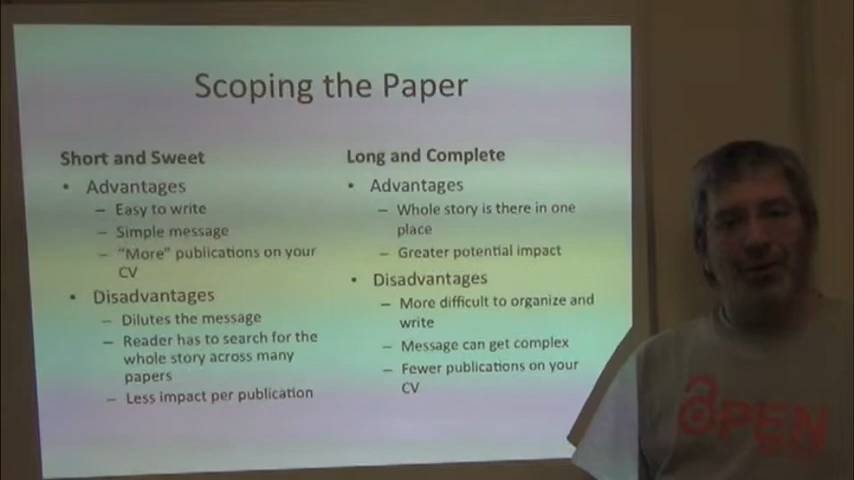 Scoping the Paper
Short and Sweet
• Advantages
– Easy to write
– Simple message
– “More” publications on your
CV
• Disadvantages
– Dilutes the message
– Reader has to search for the
whole story across many
papers
– Less impact per publication
Long and Complete
• Advantages
– Whole story is there in one
place
– Greater potential impact
• Disadvantages
– More difficult to organize and
write
– Message can get complex
– Fewer publications on your
CV
OPEN